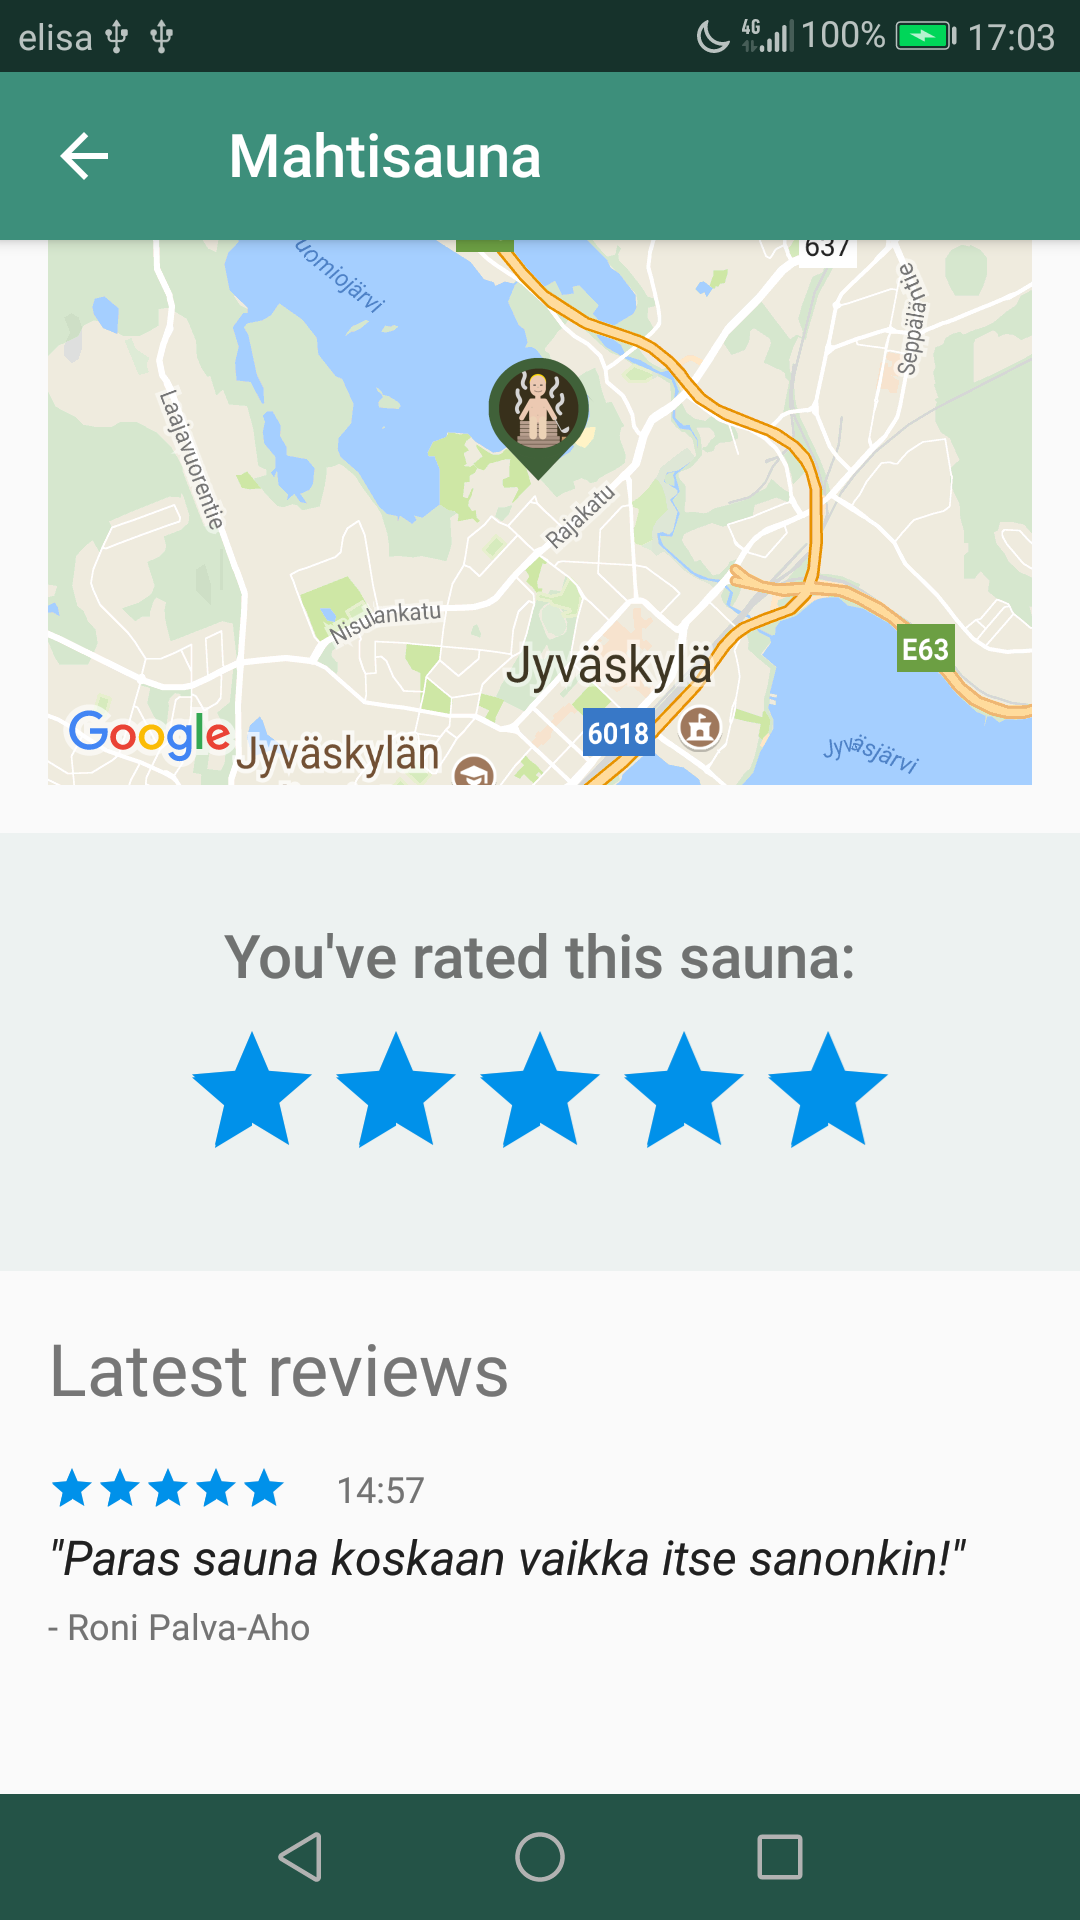 elisa 4G 100% 17:03
Mahtisauna
uomiojärvi
637
Seppäläntie
Laajavuorentie
Rajakatu
Nisulankatu
Jyväskylä
E63
6018
Google
Jyväskylän
Jyväsjärvi
You've rated this sauna:
Latest reviews
14:57
"Paras sauna koskaan vaikka itse sanonkin!"
- Roni Palva-Aho